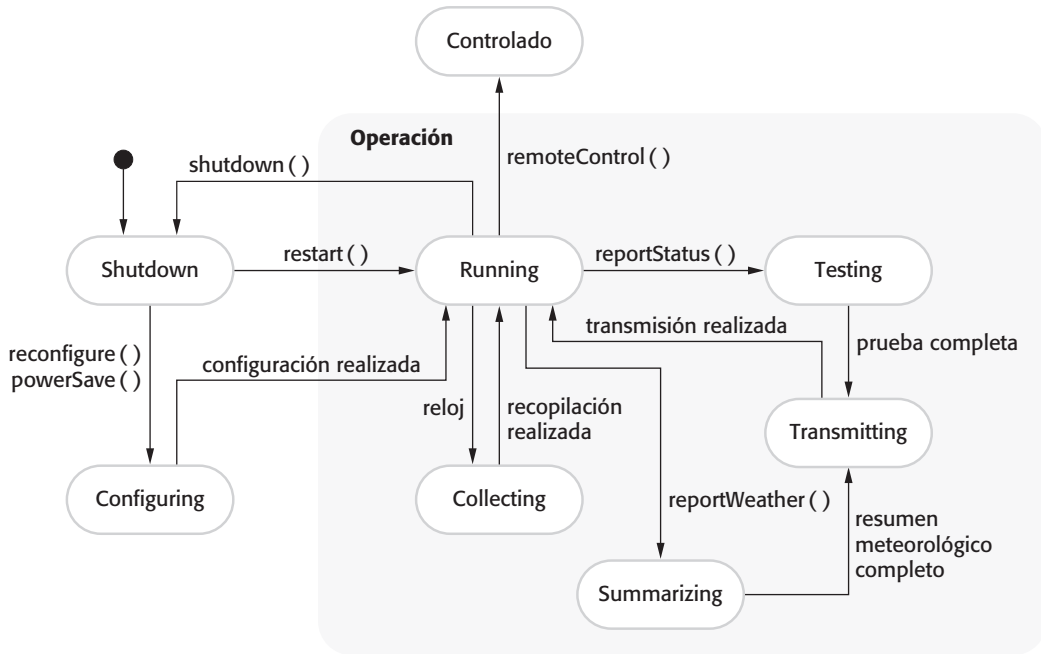 Controlado
Operación
remoteControl ( )
shutdown ( )
Shutdown
restart ( )
Running
reportStatus ( )
Testing
reconfigure ( )
powerSave ( )
configuración realizada
transmisión realizada
prueba completa
reloj
recopilación
realizada
Transmitting
Configuring
Collecting
reportWeather ( )
resumen
meteorológico
completo
Summarizing